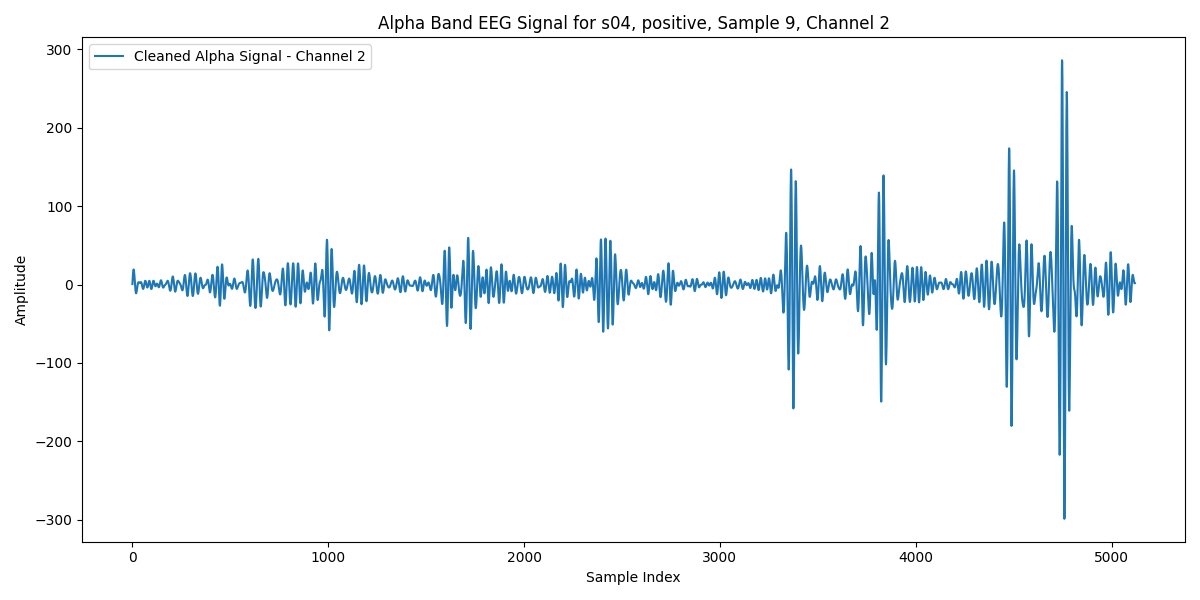 Alpha Band EEG Signal for s04, positive, Sample 9, Channel 2
Cleaned Alpha Signal - Channel 2
300
200
100
0
−100
−200
−300
Amplitude
0 1000 2000 3000 4000 5000
Sample Index